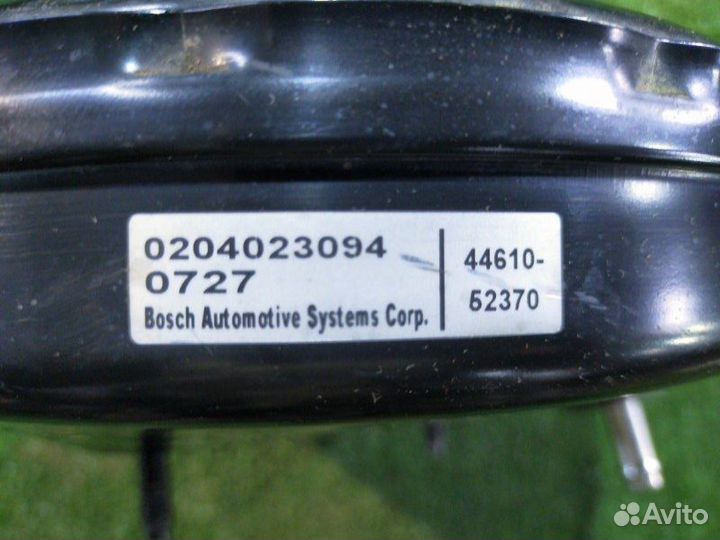 0204023094
0727
Bosch Automotive Systems Corp.
44610-
52370
Avito